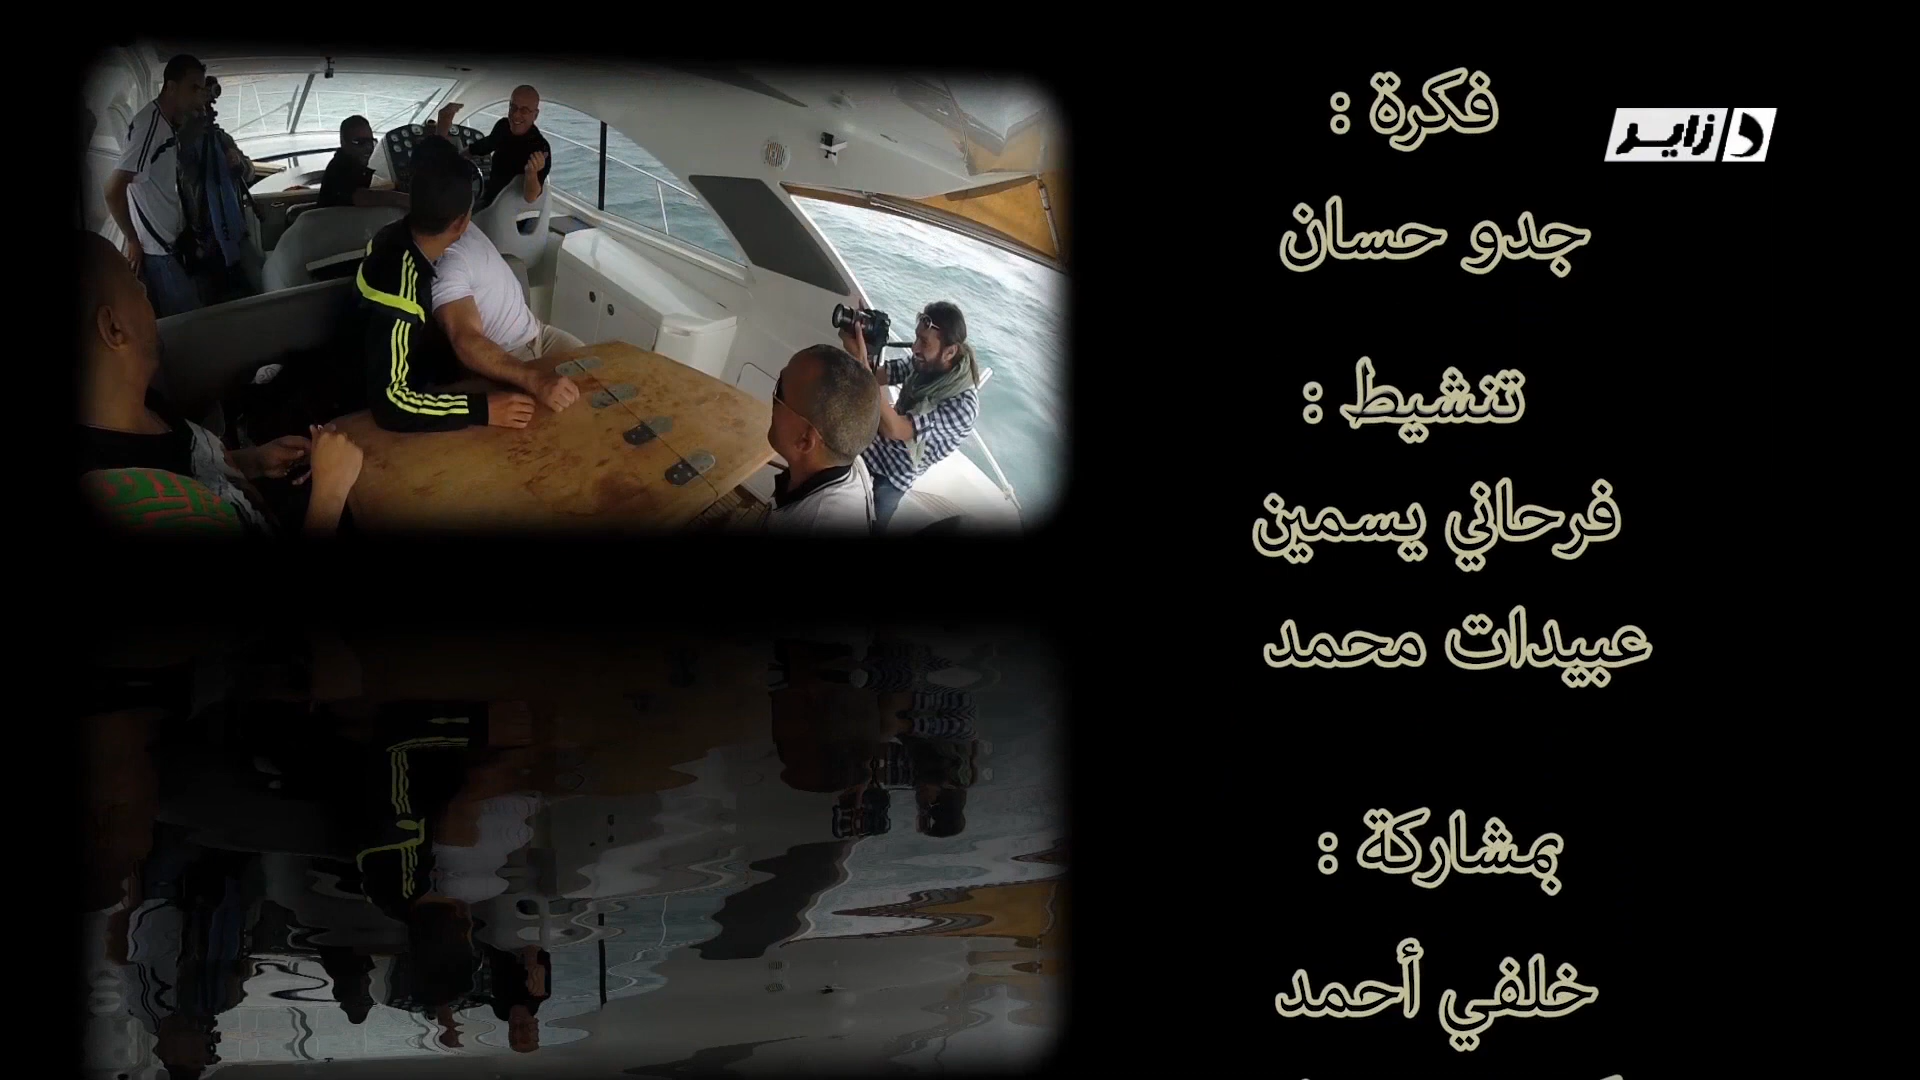 فكرة :
دزاير
جدو حسان
تنشيط :
فرحاني يسمين
عبيدات محمد
بمشاركة :
خلفي أحمد